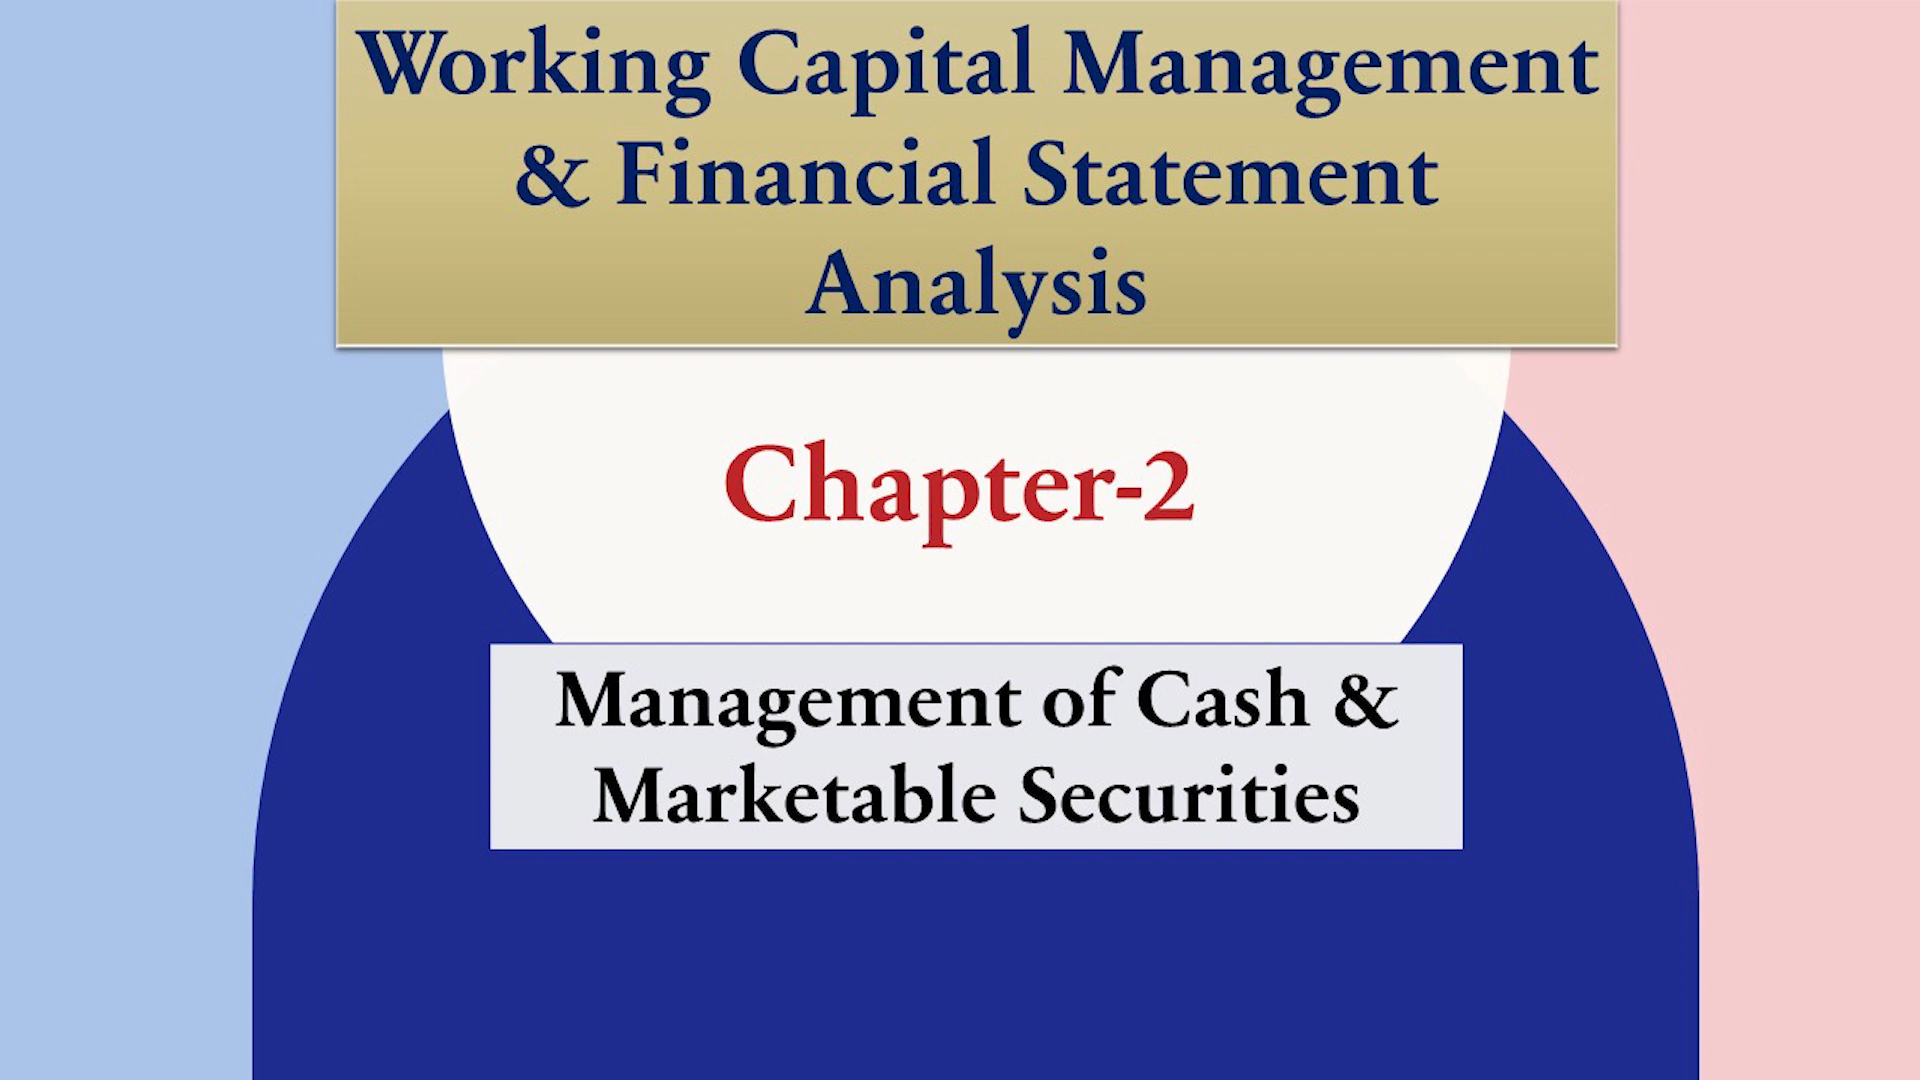 Working Capital Management
& Financial Statement
Analysis
Chapter-2
Management of Cash &
Marketable Securities